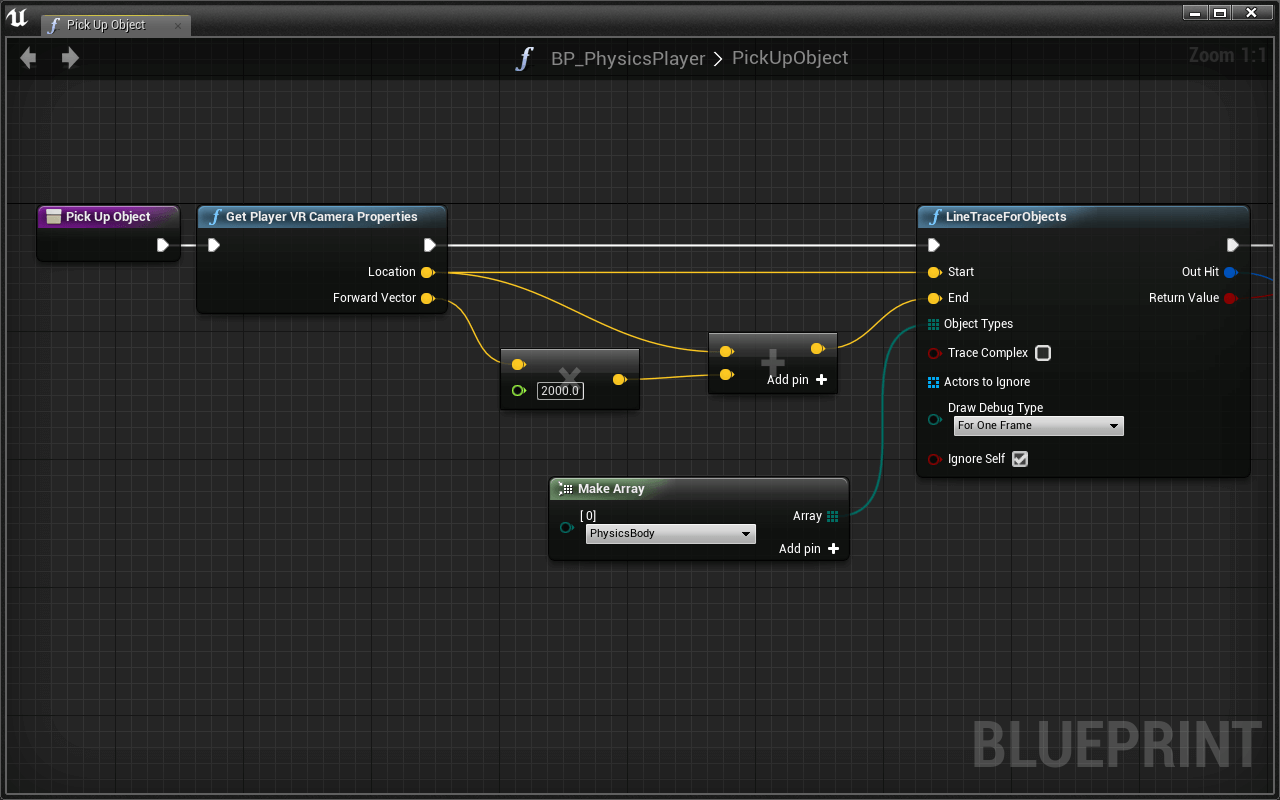 Pick Up Object
BP_PhysicsPlayer > PickUpObject
Zoom 1:1
Pick Up Object
Get Player VR Camera Properties
Location
Forward Vector
2000.0
Add pin
LineTraceForObjects
Start
Out Hit
End
Return Value
Object Types
Trace Complex
Actors to Ignore
Draw Debug Type
For One Frame
Ignore Self
Make Array
[ 0]
Array
PhysicsBody
Add pin
BLUEPRINT